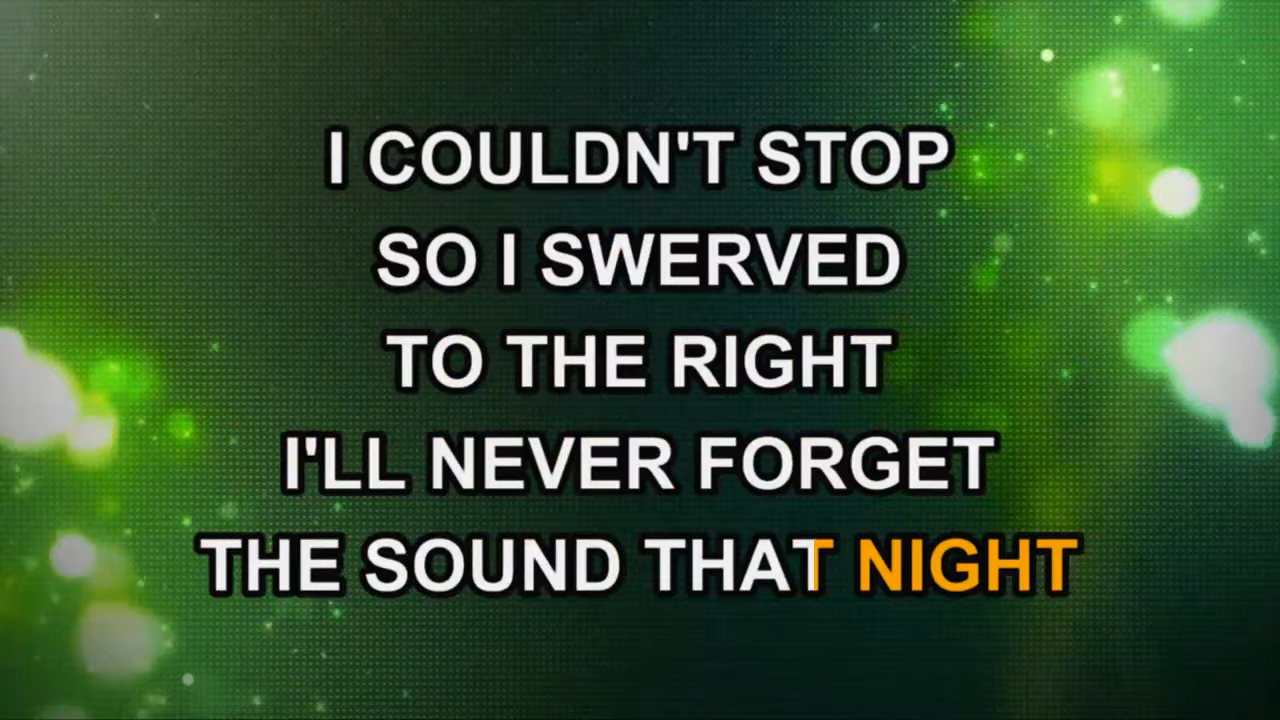 I COULDN'T STOP
SO I SWERVED
TO THE RIGHT
I'LL NEVER FORGET
THE SOUND THAT NIGHT